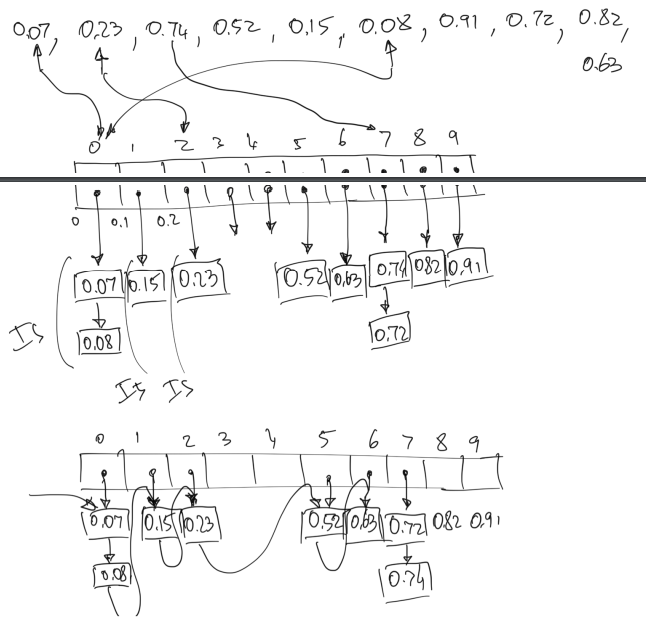 0.07, 0.23, 0.74, 0.52, 0.15, 0.08, 0.91, 0.72, 0.82,
0.63
0 1 2 3 4 5 6 7 8 9
0 0.1 0.2
0.07 0.15 0.23 0.52 0.63 0.74 0.82 0.91
0.08 0.72
IS
IS IS
0 1 2 3 4 5 6 7 8 9
0.07 0.15 0.23 0.52 0.63 0.72 0.82 0.91
0.08 0.74